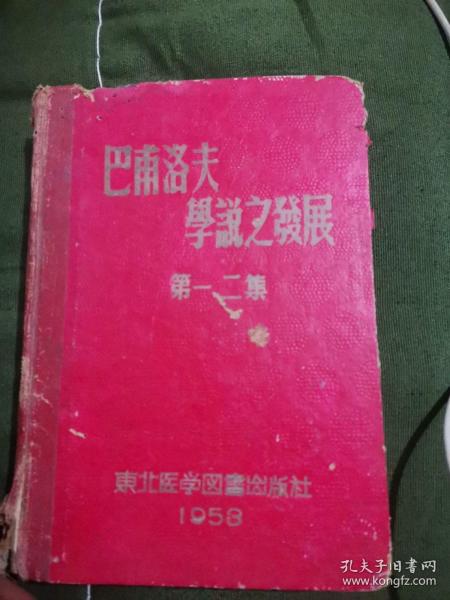 巴甫洛夫
學說之發展
第一二集
東北医学図書出版社
1953
孔夫子旧书网
www.kongfz.com